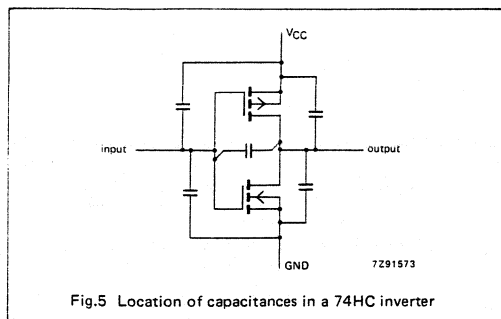 VCC
input
output
GND
7Z91573
Fig.5 Location of capacitances in a 74HC inverter